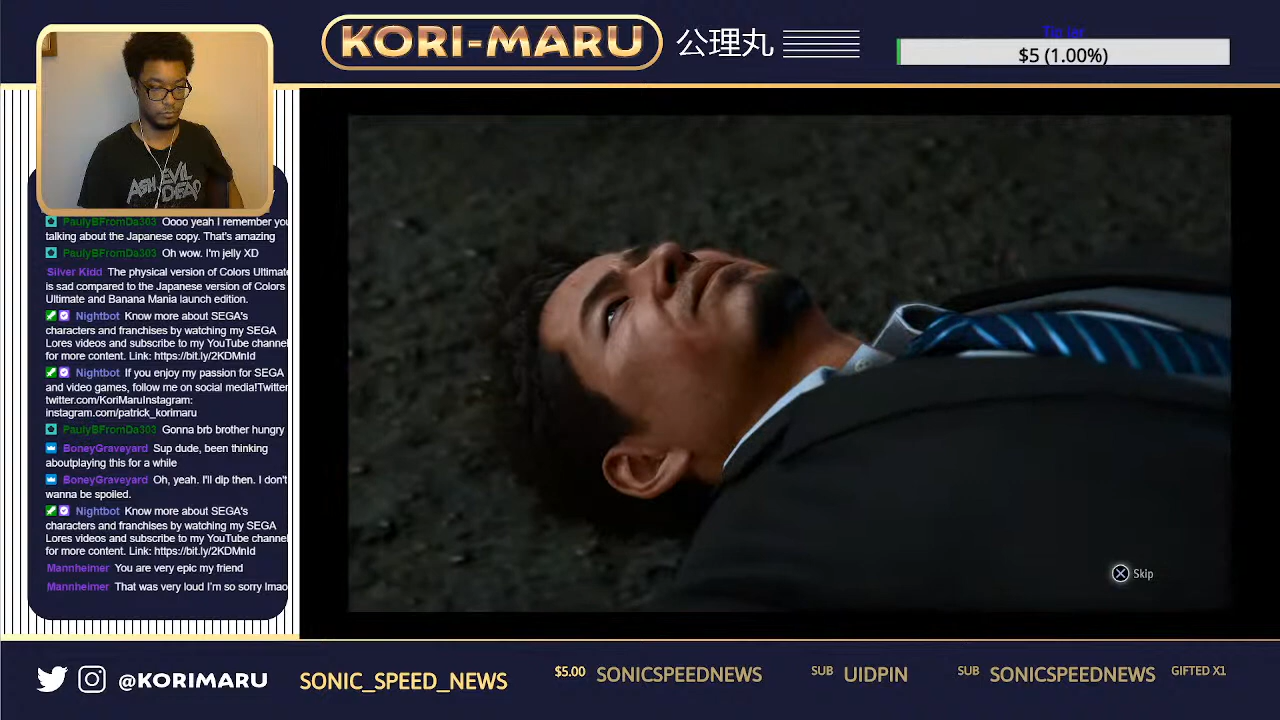 KORI-MARU 公理丸
$5 (1.00%)
ASH EVIL
DEAD
PaulyBFromDa303 Oooo yeah I remember you
talking about the Japanese copy. That's amazing
PaulyBFromDa303 Oh wow. I'm jelly XD
Silver Kidd The physical version of Colors Ultimate
is sad compared to the Japanese version of Colors
Ultimate and Banana Mania launch edition.
Nightbot Know more about SEGA's
characters and franchises by watching my SEGA
Lores videos and subscribe to my YouTube channel
for more content. Link: https://bit.ly/2KDMnId
Nightbot If you enjoy my passion for SEGA
and video games, follow me on social media!Twitter
twitter.com/KoriMaruInstagram:
instagram.com/patrick_korimaru
PaulyBFromDa303 Gonna brb brother hungry
BoneyGraveyard Sup dude, been thinking
aboutplaying this for a while
BoneyGraveyard Oh, yeah. I'll dip then. I don't
wanna be spoiled.
Nightbot Know more about SEGA's
characters and franchises by watching my SEGA
Lores videos and subscribe to my YouTube channel
for more content. Link: https://bit.ly/2KDMnId
Mannheimer You are very epic my friend
Mannheimer That was very loud I'm so sorry lmao
Skip
@KORIMARU SONIC_SPEED_NEWS $5.00 SONICSPEEDNEWS SUB UIDPIN SUB SONICSPEEDNEWS GIFTED X1